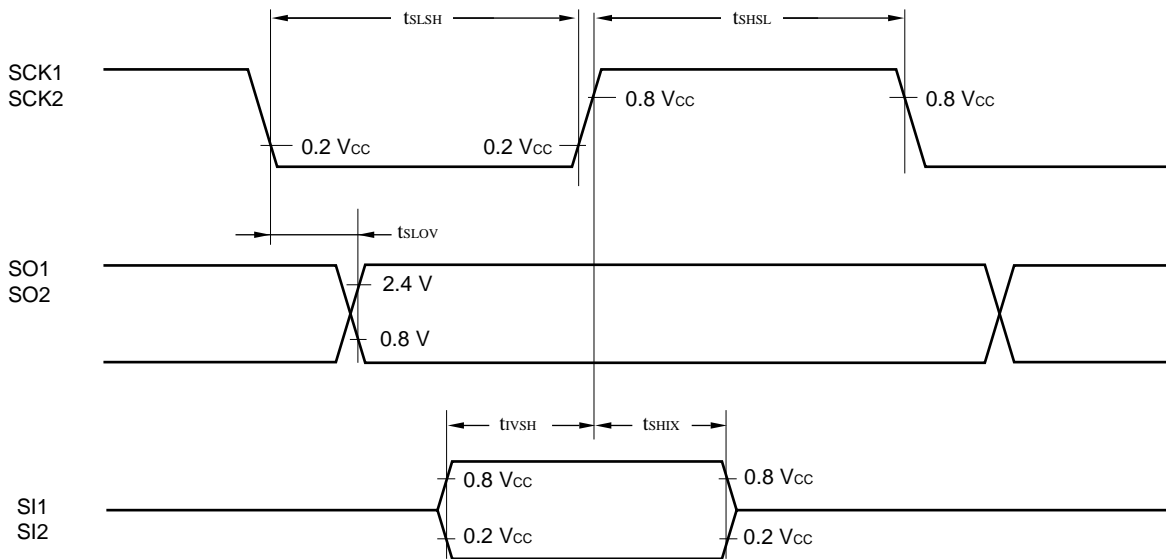 tSLSH
tSHSL
SCK1
SCK2
0.8 VCC
0.8 VCC
0.2 VCC
0.2 VCC
tSLOV
SO1
SO2
2.4 V
0.8 V
tIVSH
tSHIX
SI1
SI2
0.8 VCC
0.8 VCC
0.2 VCC
0.2 VCC